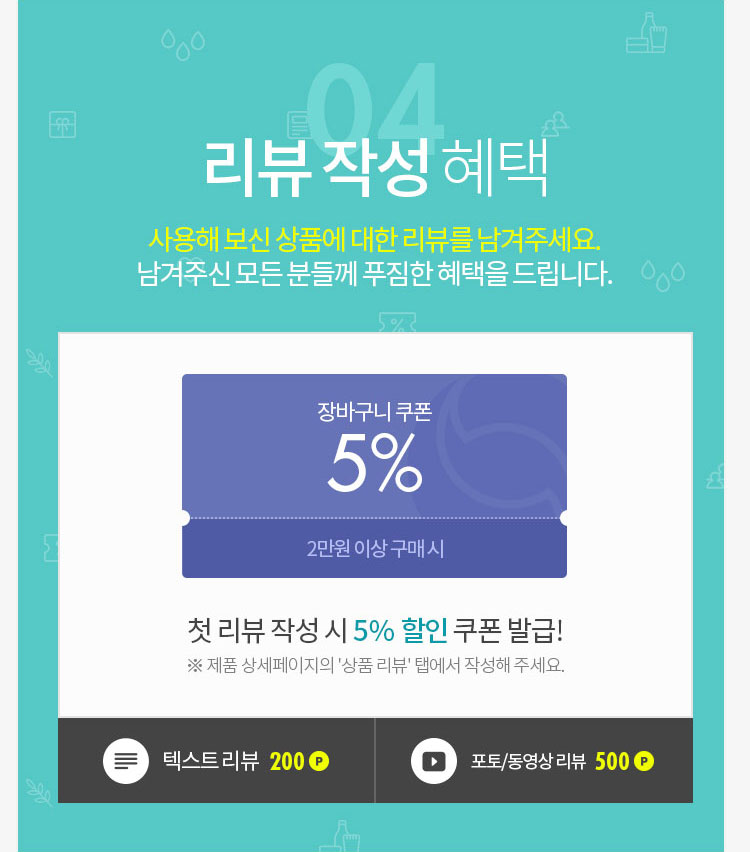 04
리뷰 작성 혜택
사용해 보신 상품에 대한 리뷰를 남겨주세요.
남겨주신 모든 분들께 푸짐한 혜택을 드립니다.
장바구니 쿠폰
5%
2만원 이상 구매 시
첫 리뷰 작성 시 5% 할인 쿠폰 발급!
※ 제품 상세페이지의 '상품 리뷰' 탭에서 작성해 주세요.
텍스트 리뷰 200 P
포토/동영상 리뷰 500 P